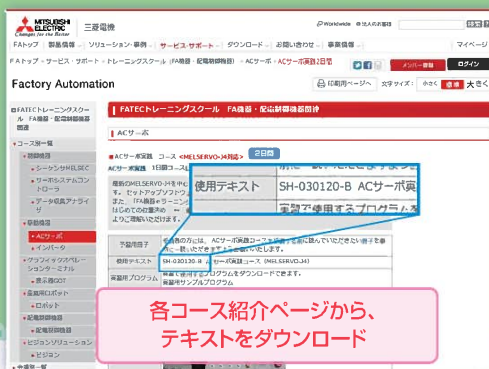 MITSUBISHI ELECTRIC
Changes for the Better
三菱電機
Worldwide
法人のお客様
FAトップ 製品情報 ソリューション・事例 サービス・サポート ダウンロード お問い合わせ 事業情報 マイページ
FAトップ - サービス・サポート - トレーニングスクール (FA機器・配電制御機器) - ACサーボ - ACサーボ実践2日間
メンバー登録 ログイン
Factory Automation
印刷用ページへ 文字サイズ: 小さく 標準 大きく
FATECトレーニングスクール FA機器・配電制御機器関連
FATECトレーニングスクール FA機器・配電制御機器関連
コース別一覧
ACサーボ
■ACサーボ実践 コース <MELSERVO-J4対応> 2日間
ACサーボ実践 1日目コース
制御機器
シーケンサMELSEC
サーボシステムコントローラ
データ収集アナライザ
駆動機器
ACサーボ
インバータ
グラフィックオペレーションターミナル
表示器GOT
産業用ロボット
ロボット
配電制御機器
配電制御機器
ビジョンソリューション
ビジョン
使用テキスト SH-030120-B ACサーボ実
実習で使用するプログラムを
予習用冊子
使用テキスト SH-030120-B ACサーボ実践コース (MELSERVO-J4)
実習用プログラム 実習で使用するプログラムをダウンロードできます。
実習用サンプルプログラム
各コース紹介ページから、
テキストをダウンロード